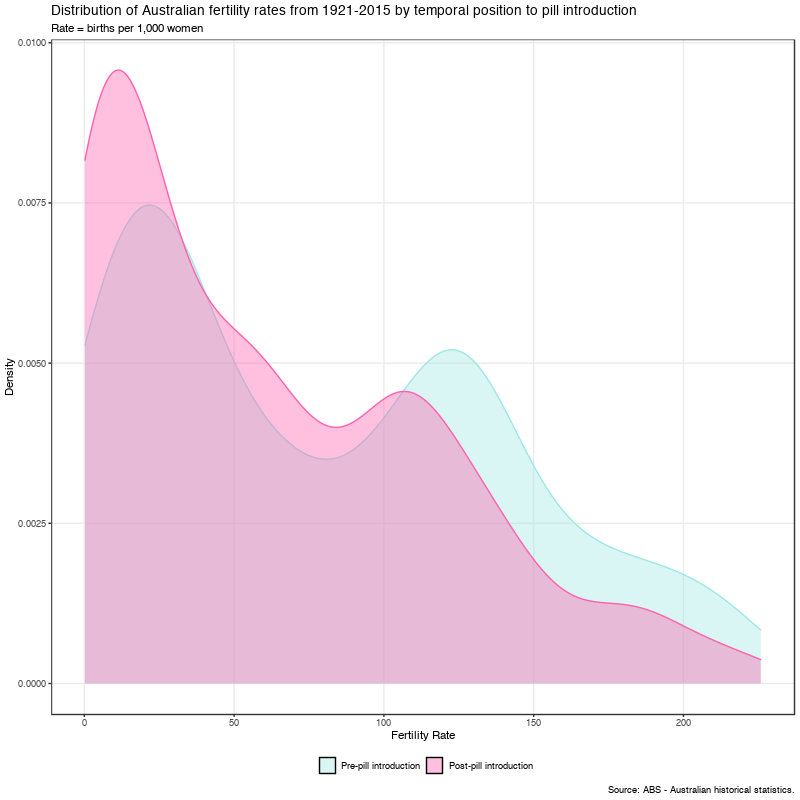 Distribution of Australian fertility rates from 1921-2015 by temporal position to pill introduction
Rate = births per 1,000 women
0.0100
0.0075
0.0050
0.0025
0.0000
Density
0 50 100 150 200
Fertility Rate
Pre-pill introduction Post-pill introduction
Source: ABS - Australian historical statistics.